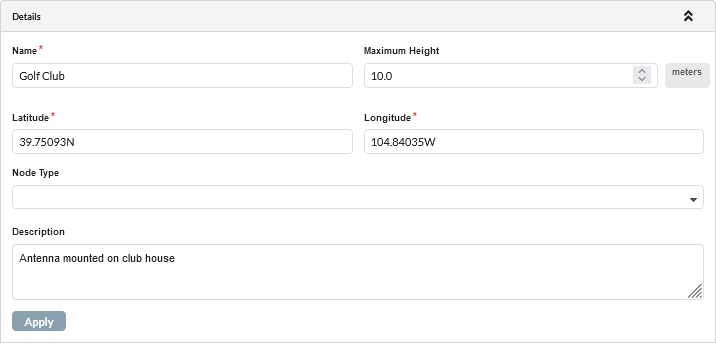 Details
Name*
Maximum Height
Golf Club
10.0
meters
Latitude*
Longitude*
39.75093N
104.84035W
Node Type
Description
Antenna mounted on club house
Apply